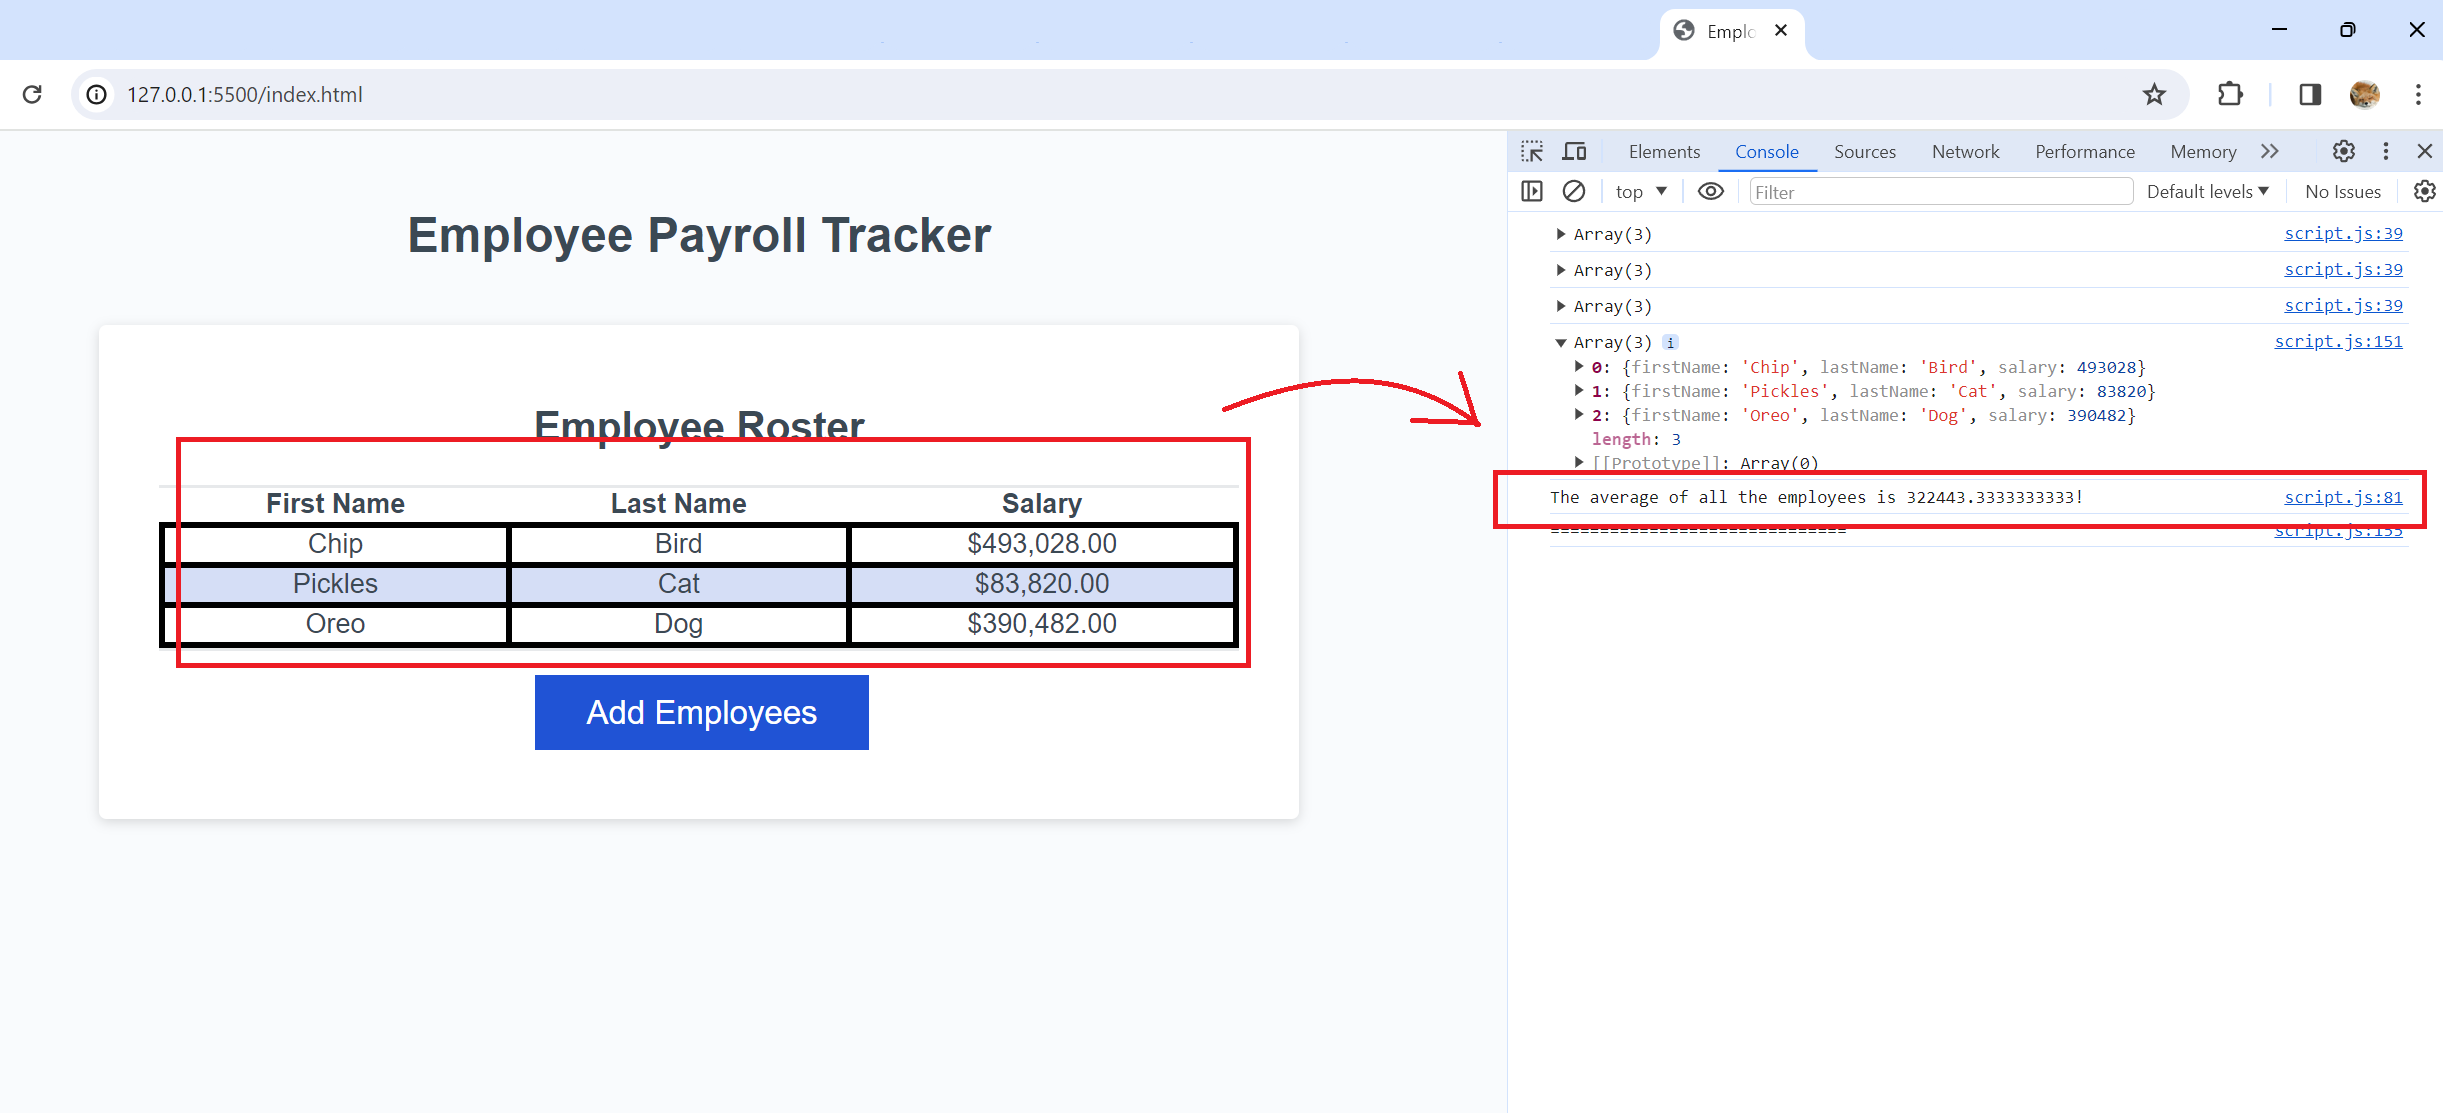 Emplo
127.0.0.1:5500/index.html
Employee Payroll Tracker
Employee Roster
First Name Last Name Salary
Chip Bird $493,028.00
Pickles Cat $83,820.00
Oreo Dog $390,482.00
Add Employees
Elements Console Sources Network Performance Memory
top Filter Default levels No Issues
Array(3) script.js:39
Array(3) script.js:39
Array(3) script.js:39
Array(3) i script.js:151
0: {firstName: 'Chip', lastName: 'Bird', salary: 493028}
1: {firstName: 'Pickles', lastName: 'Cat', salary: 83820}
2: {firstName: 'Oreo', lastName: 'Dog', salary: 390482}
length: 3
[[Prototype]]: Array(0)
The average of all the employees is 322443.3333333333! script.js:81
============================== script.js:155